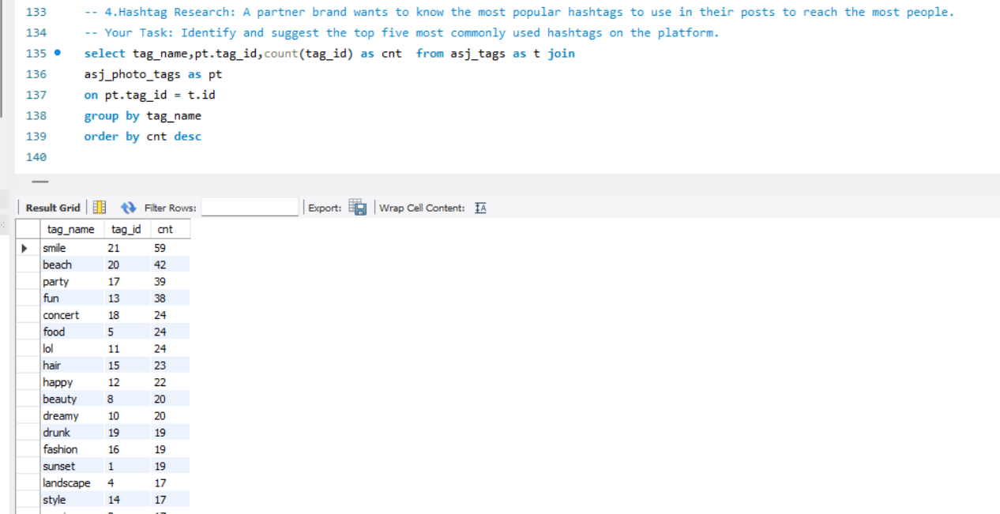 133 -- 4.Hashtag Research: A partner brand wants to know the most popular hashtags to use in their posts to reach the most people.
134 -- Your Task: Identify and suggest the top five most commonly used hashtags on the platform.
135 select tag_name,pt.tag_id,count(tag_id) as cnt  from asj_tags as t join
136 asj_photo_tags as pt
137 on pt.tag_id = t.id
138 group by tag_name
139 order by cnt desc
140
Result Grid Filter Rows: Export: Wrap Cell Content:
tag_name tag_id cnt
smile 21 59
beach 20 42
party 17 39
fun 13 38
concert 18 24
food 5 24
lol 11 24
hair 15 23
happy 12 22
beauty 8 20
dreamy 10 20
drunk 19 19
fashion 16 19
sunset 1 19
landscape 4 17
style 14 17